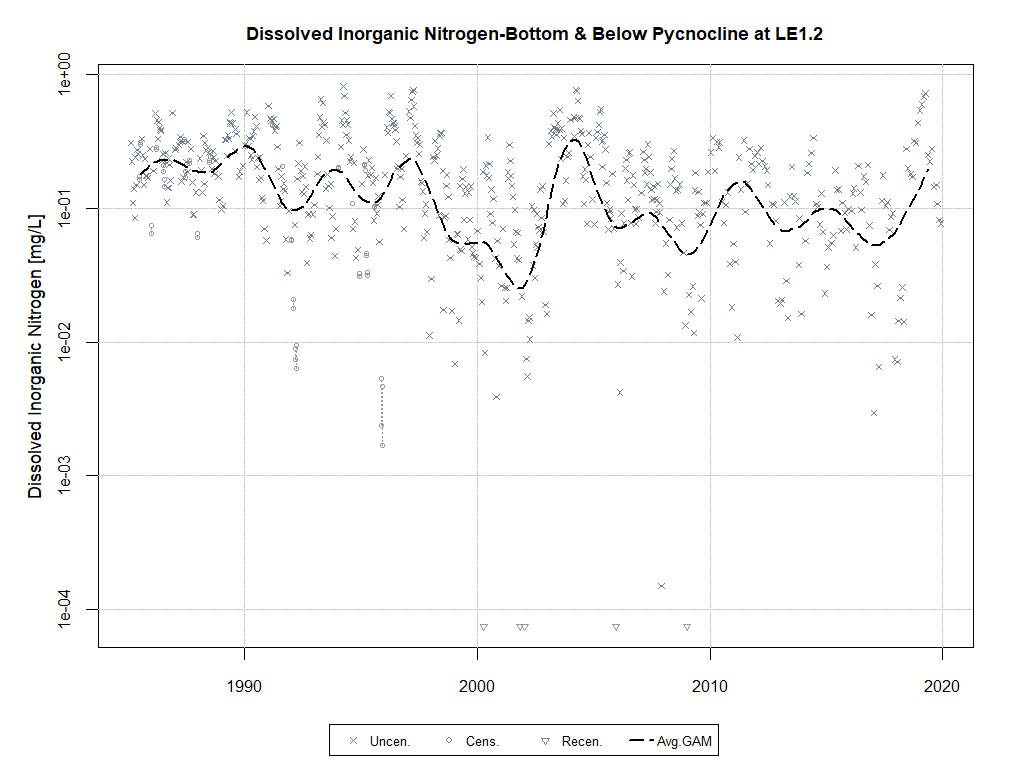 Dissolved Inorganic Nitrogen-Bottom & Below Pycnocline at LE1.2
Dissolved Inorganic Nitrogen [mg/L]
1e+00
1e-01
1e-02
1e-03
1e-04
1990 2000 2010 2020
Uncen. Cens. Recen. Avg.GAM